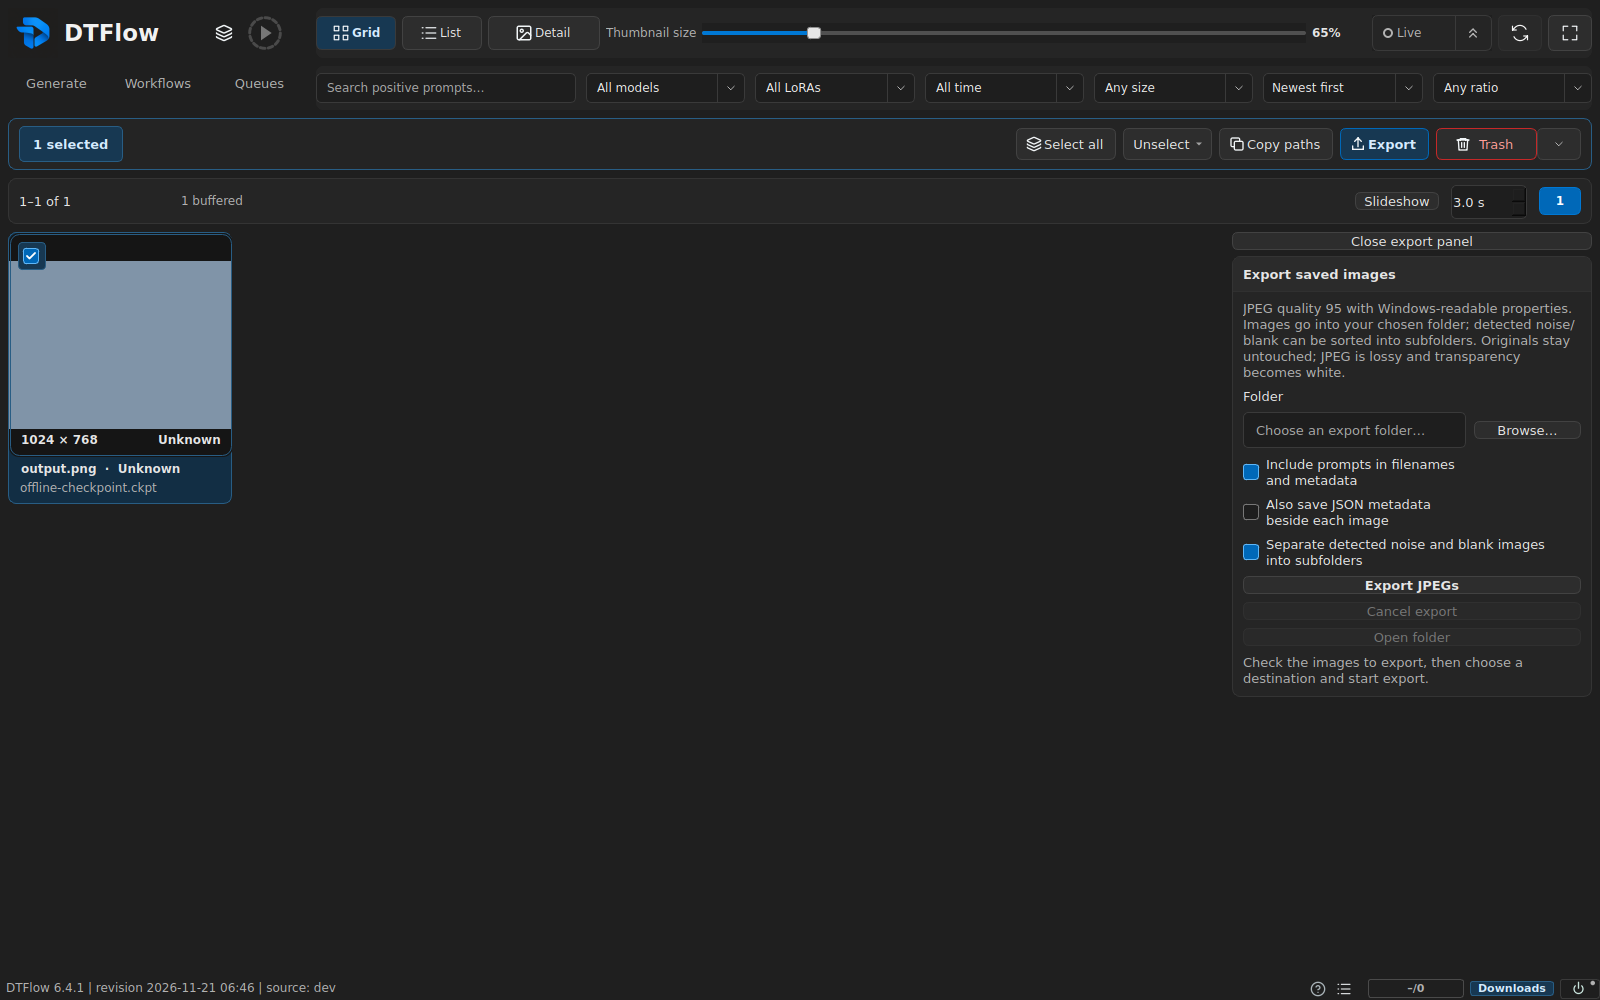 DTFlow
Grid
List
Detail
Thumbnail size
65%
Live
Generate
Workflows
Queues
Search positive prompts...
All models
All LoRAs
All time
Any size
Newest first
Any ratio
1 selected
Select all
Unselect
Copy paths
Export
Trash
1–1 of 1
1 buffered
Slideshow
3.0 s
1
1024 × 768
Unknown
output.png · Unknown
offline-checkpoint.ckpt
Close export panel
Export saved images
JPEG quality 95 with Windows-readable properties.
Images go into your chosen folder; detected noise/
blank can be sorted into subfolders. Originals stay
untouched; JPEG is lossy and transparency
becomes white.
Folder
Choose an export folder...
Browse...
Include prompts in filenames
and metadata
Also save JSON metadata
beside each image
Separate detected noise and blank images
into subfolders
Export JPEGs
Cancel export
Open folder
Check the images to export, then choose a
destination and start export.
DTFlow 6.4.1 | revision 2026-11-21 06:46 | source: dev
–/0
Downloads